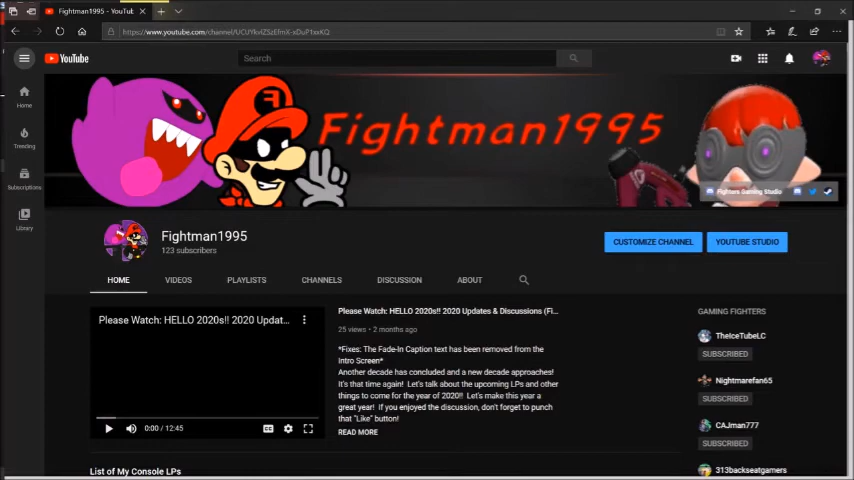 Fightman1995 - YouTub
https://www.youtube.com/channel/
YouTube
Search
Home
Trending
Subscriptions
Library
F
Fightman1995
Fighters Gaming Studio
Fightman1995
123 subscribers
CUSTOMIZE CHANNEL
YOUTUBE STUDIO
HOME
VIDEOS
PLAYLISTS
CHANNELS
DISCUSSION
ABOUT
Please Watch: HELLO 2020s!! 2020 Updat...
0:00 / 12:45
Please Watch: HELLO 2020s!! 2020 Updates & Discussions (Fi...
25 views • 2 months ago
*Fixes: The Fade-In Caption text has been removed from the
Intro Screen*
Another decade has concluded and a new decade approaches!
It's that time again! Let's talk about the upcoming LPs and other
things to come for the year of 2020!! Let's make this year a
great year! If you enjoyed the discussion, don't forget to punch
that "Like" button!
READ MORE
GAMING FIGHTERS
TheIceTubeLC
SUBSCRIBED
Nightmarefan65
SUBSCRIBED
CAJman777
SUBSCRIBED
313backseatgamers
List of My Console LPs